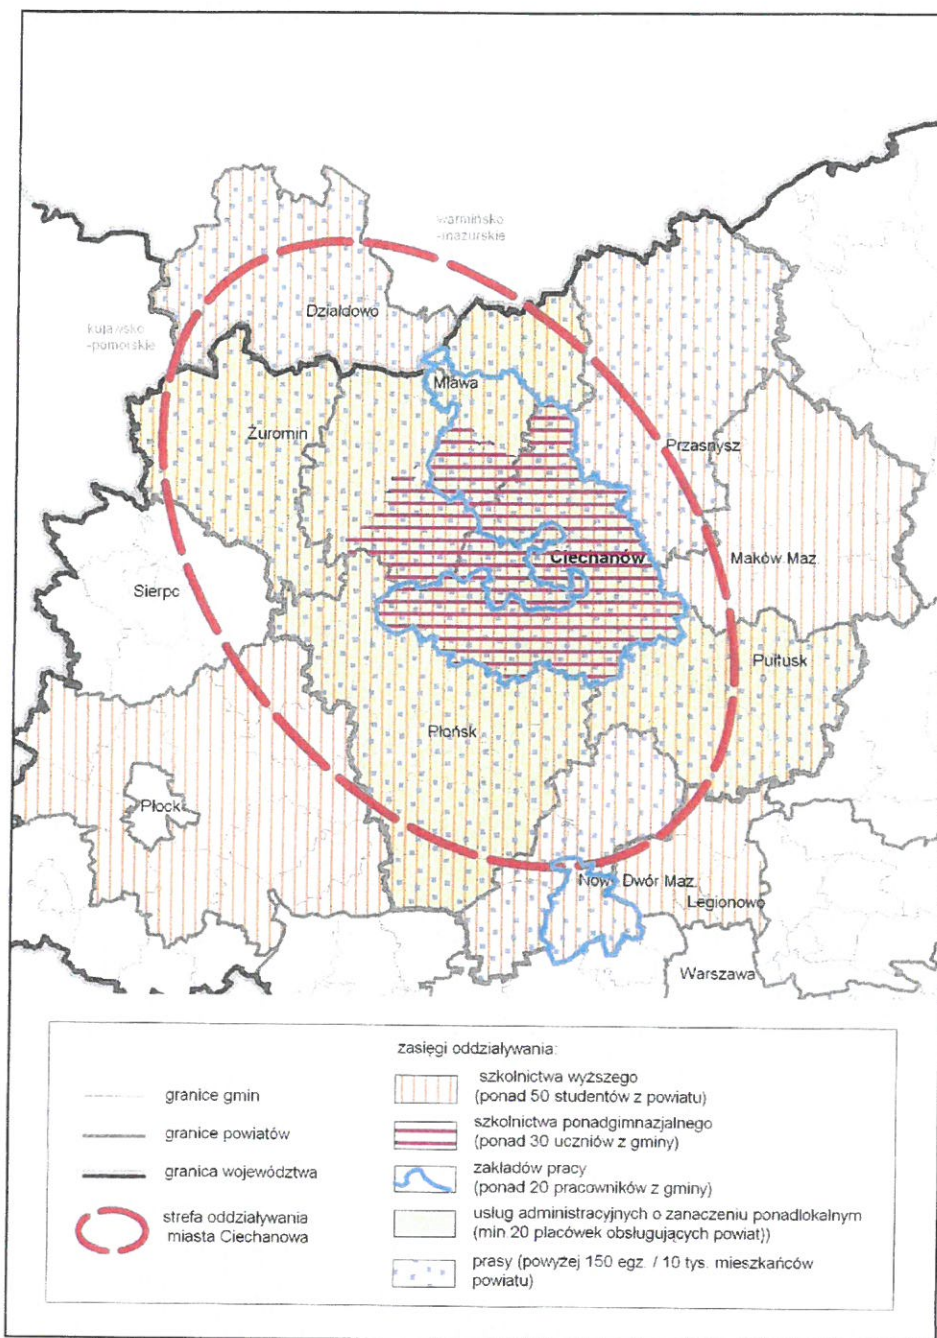 warmińsko
-mazurskie
Działdowo
kujawsko
-pomorskie
Mława
Żuromin
Przasnysz
Ciechanów
Maków Maz.
Sierpc
Pułtusk
Płońsk
Płock
Nowy Dwór Maz.
Legionowo
Warszawa
granice gmin
granice powiatów
granica województwa
strefa oddziaływania
miasta Ciechanowa
zasięgi oddziaływania:
szkolnictwa wyższego
(ponad 50 studentów z powiatu)
szkolnictwa ponadgimnazjalnego
(ponad 30 uczniów z gminy)
zakładów pracy
(ponad 20 pracowników z gminy)
usług administracyjnych o zanaczeniu ponadlokalnym
(min 20 placówek obsługujących powiat))
prasy (powyżej 150 egz. / 10 tys. mieszkańców
powiatu)